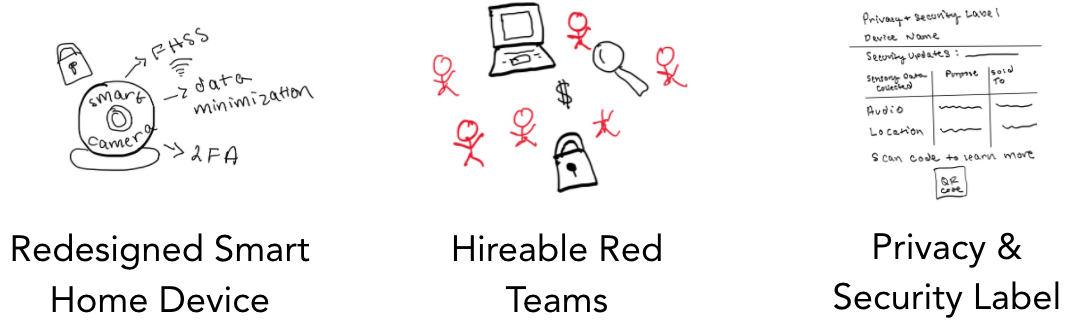 FHSS
smart
camera
data
minimization
2FA
$
Privacy + Security Label
Device Name
Security Updates:
Sensory Data
Collected
Purpose
Sold
To
Audio
Location
Scan code to learn more
QR
code
Redesigned Smart
Home Device
Hireable Red
Teams
Privacy &
Security Label